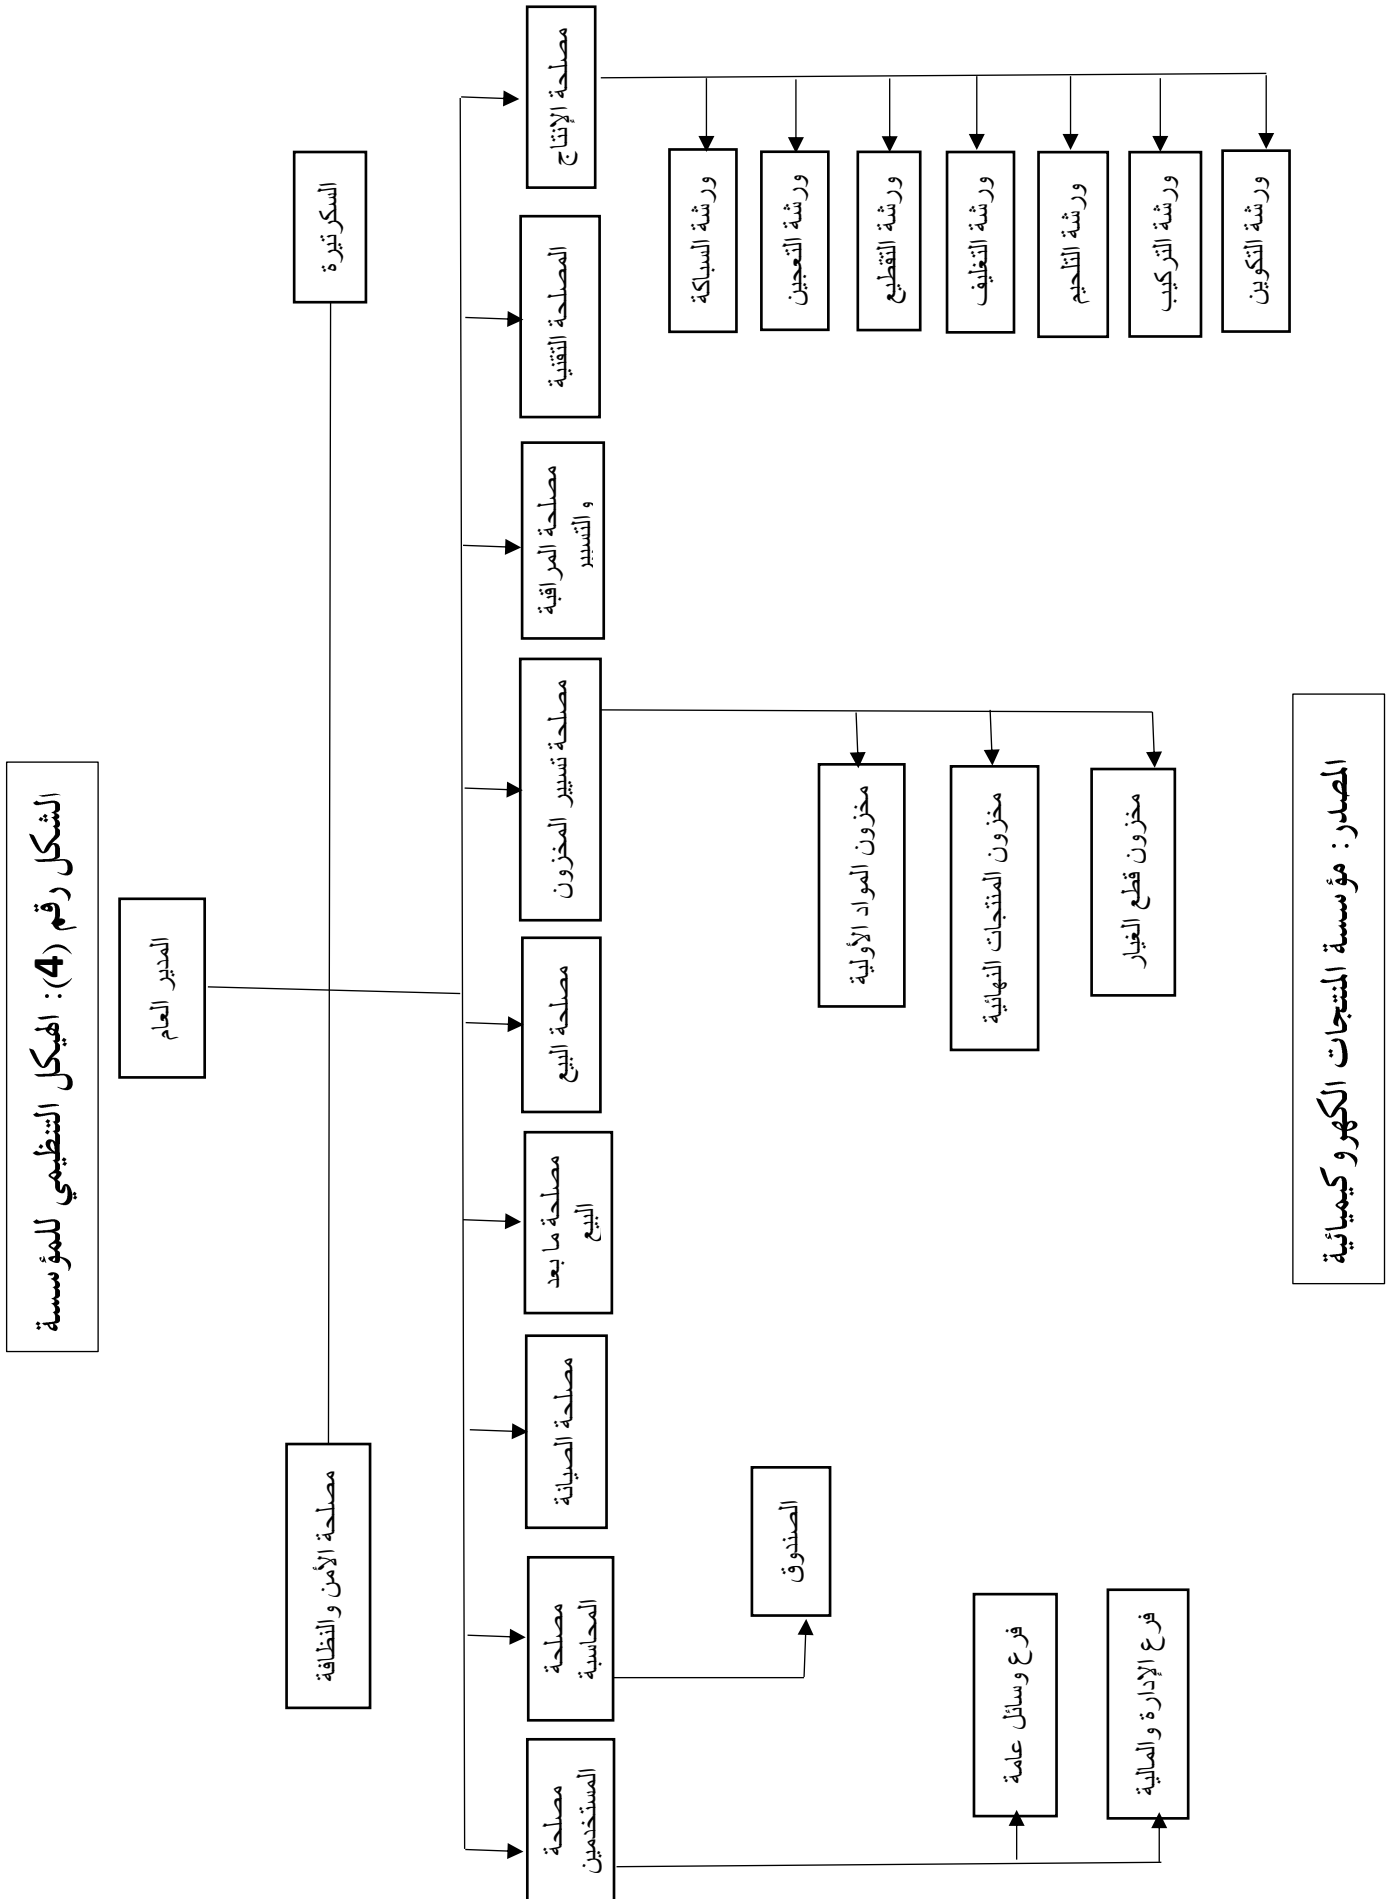 الشكل رقم (4): الهيكل التنظيمي للمؤسسة
المدير العام
السكرتيرة
مصلحة الأمن والنظافة
مصلحة الإنتاج
المصلحة التقنية
مصلحة المراقبة
و التسيير
مصلحة تسيير المخزون
مصلحة البيع
مصلحة ما بعد
البيع
مصلحة الصيانة
مصلحة
المحاسبة
مصلحة
المستخدمين
ورشة السباكة
ورشة التعجين
ورشة التقطيع
ورشة التغليف
ورشة التلحيم
ورشة التركيب
ورشة التكوين
مخزون المواد الأولية
مخزون المنتجات النهائية
مخزون قطع الغيار
الصندوق
فرع وسائل عامة
فرع الإدارة و المالية
المصدر: مؤسسة المنتجات الكهرو كيميائية